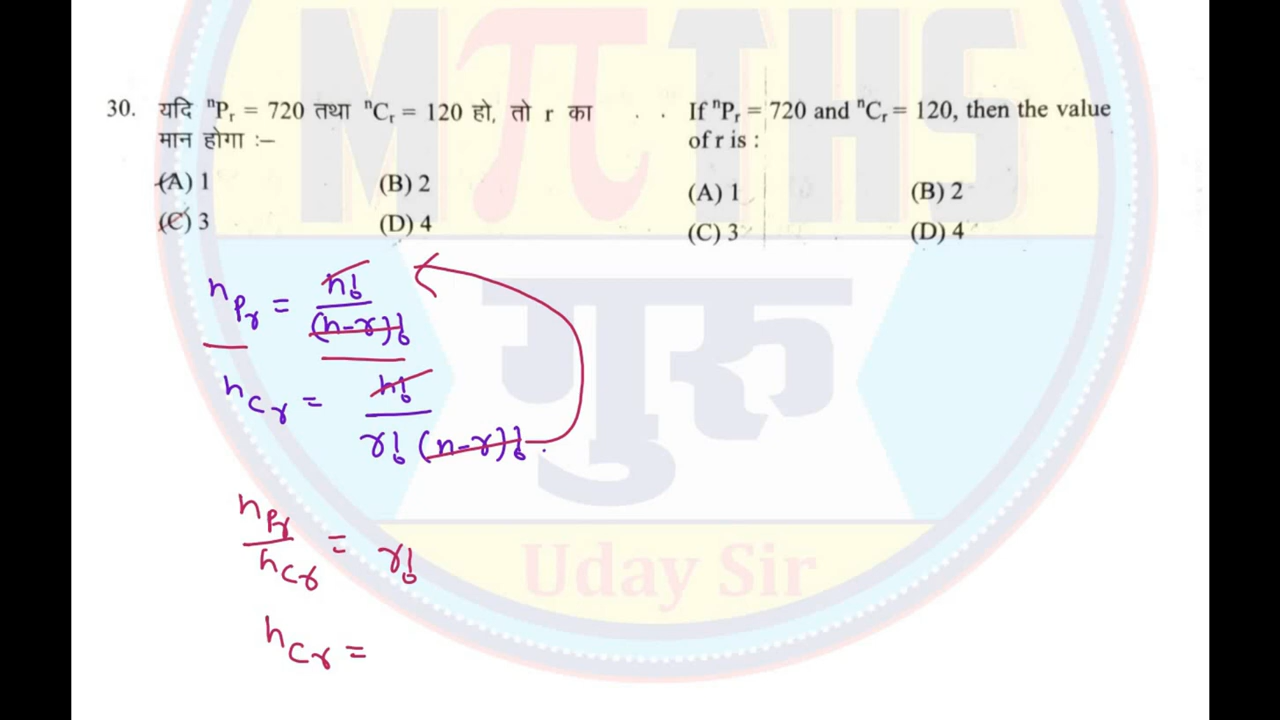 30. यदि ⁿPᵣ = 720 तथा ⁿCᵣ = 120 हो, तो r का
मान होगा :–
(A) 1 (B) 2
(C) 3 (D) 4
If ⁿPᵣ = 720 and ⁿCᵣ = 120, then the value
of r is :
(A) 1 (B) 2
(C) 3 (D) 4
ⁿPᵣ = n! / (n-r)!
ⁿCᵣ = n! / r! (n-r)!
ⁿPᵣ / ⁿCᵣ = r!
ⁿCᵣ =
MπTHS
गुरु
Uday Sir